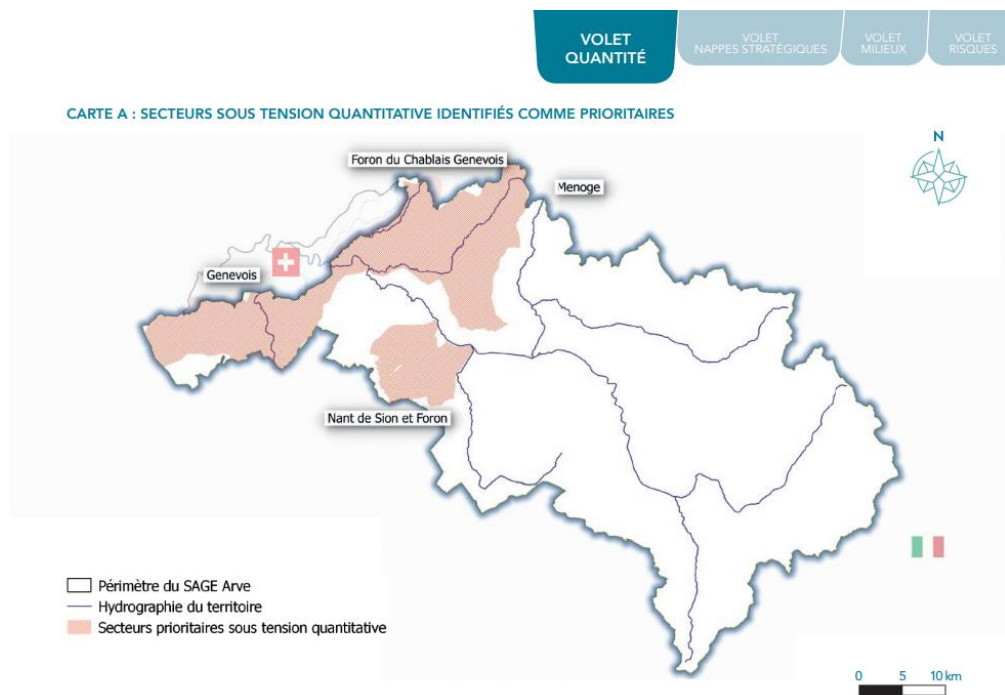 VOLET
QUANTITÉ
VOLET
NAPPES STRATÉGIQUES
VOLET
MILIEUX
VOLET
RISQUES
CARTE A : SECTEURS SOUS TENSION QUANTITATIVE IDENTIFIÉS COMME PRIORITAIRES
N
Foron du Chablais Genevois
Menoge
Genevois
Nant de Sion et Foron
Périmètre du SAGE Arve
Hydrographie du territoire
Secteurs prioritaires sous tension quantitative
0 5 10 km